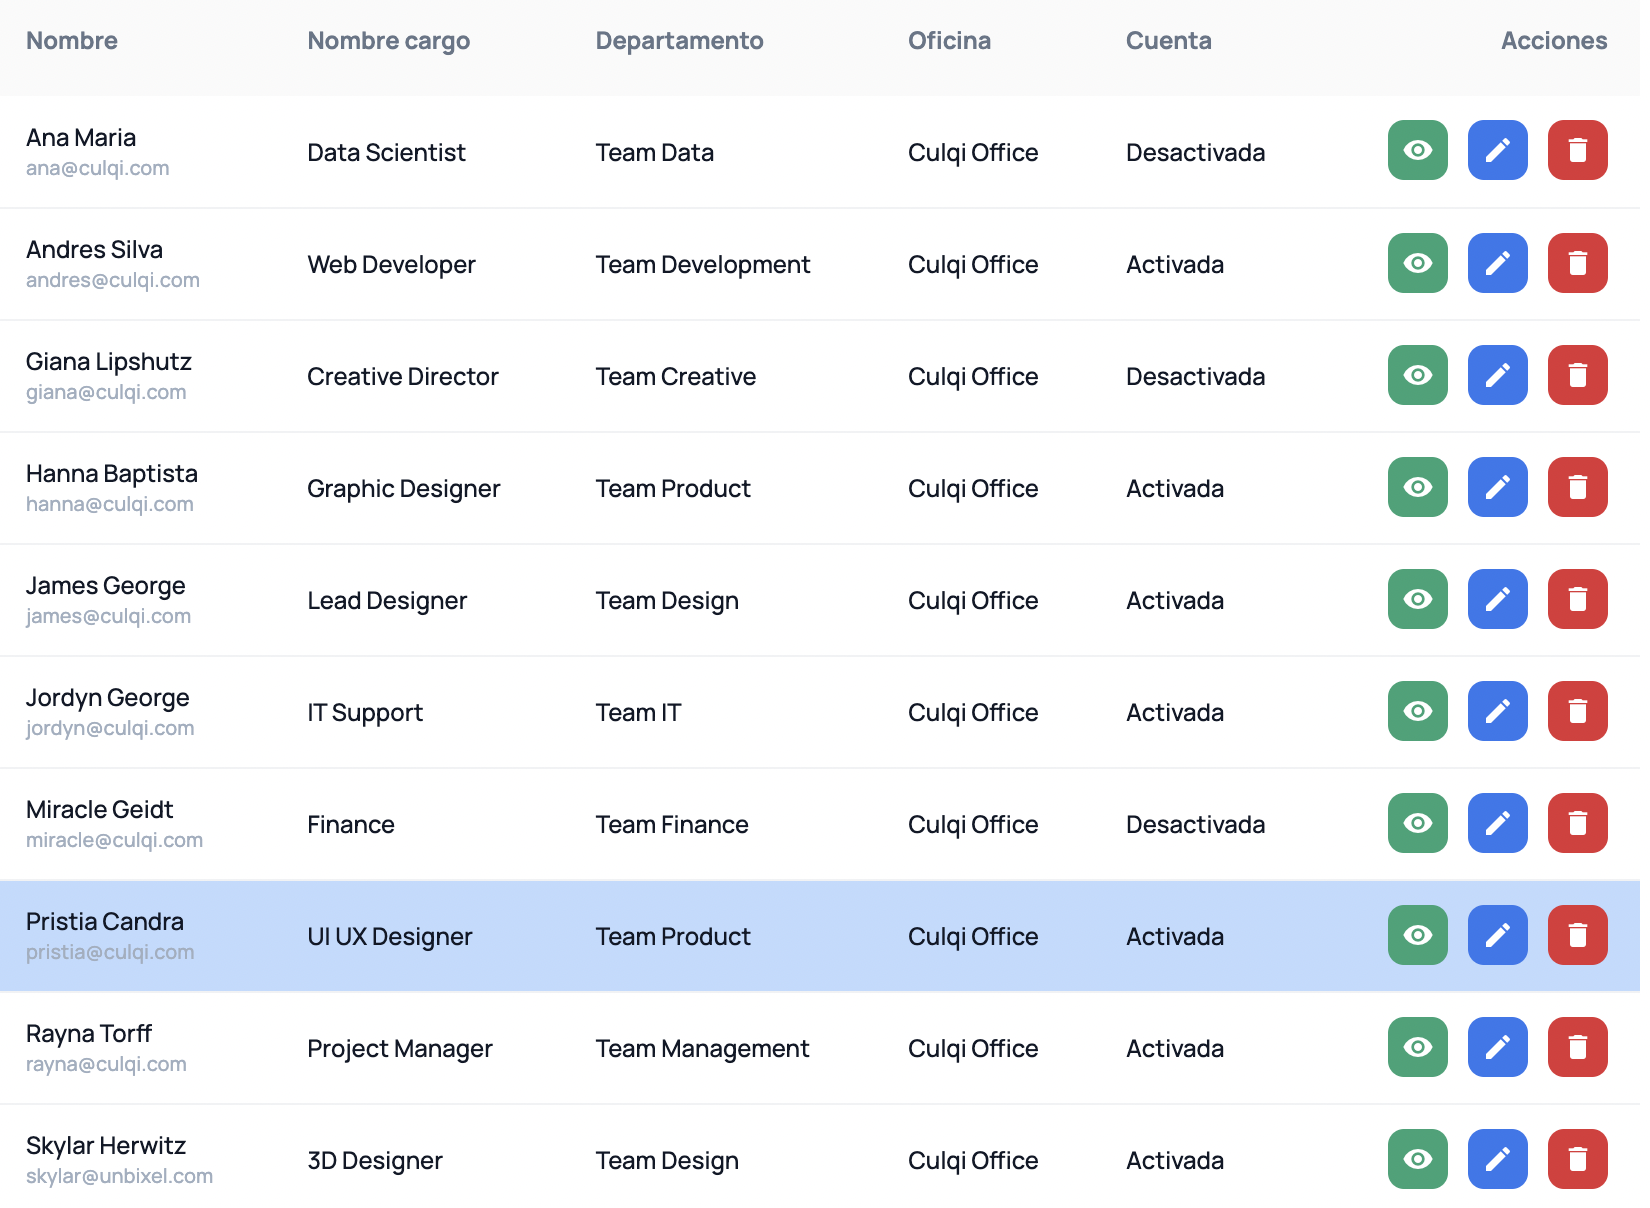 Nombre Nombre cargo Departamento Oficina Cuenta Acciones
Ana Maria
ana@culqi.com
Data Scientist Team Data Culqi Office Desactivada
Andres Silva
andres@culqi.com
Web Developer Team Development Culqi Office Activada
Giana Lipshutz
giana@culqi.com
Creative Director Team Creative Culqi Office Desactivada
Hanna Baptista
hanna@culqi.com
Graphic Designer Team Product Culqi Office Activada
James George
james@culqi.com
Lead Designer Team Design Culqi Office Activada
Jordyn George
jordyn@culqi.com
IT Support Team IT Culqi Office Activada
Miracle Geidt
miracle@culqi.com
Finance Team Finance Culqi Office Desactivada
Pristia Candra
pristia@culqi.com
UI UX Designer Team Product Culqi Office Activada
Rayna Torff
rayna@culqi.com
Project Manager Team Management Culqi Office Activada
Skylar Herwitz
skylar@unbixel.com
3D Designer Team Design Culqi Office Activada